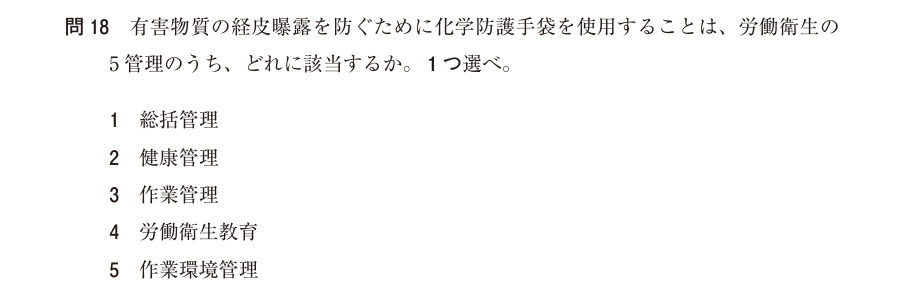 問18 有害物質の経皮曝露を防ぐために化学防護手袋を使用することは、労働衛生の
5管理のうち、どれに該当するか。1つ選べ。
1 総括管理
2 健康管理
3 作業管理
4 労働衛生教育
5 作業環境管理